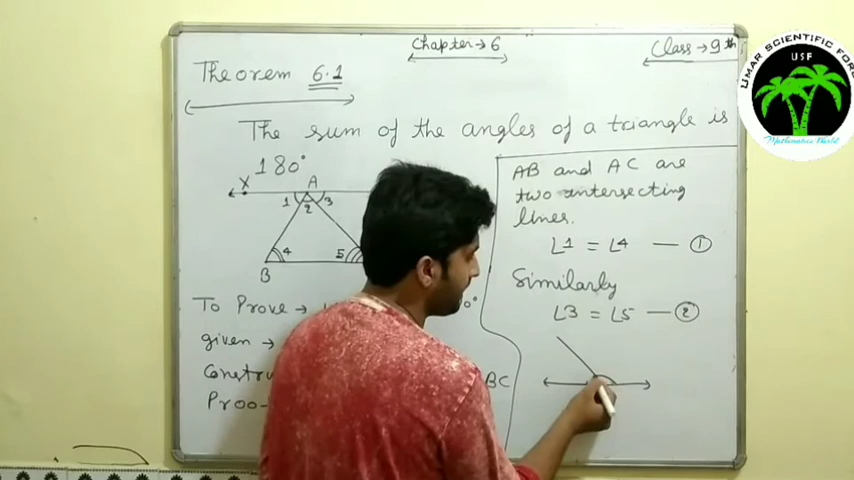 Chapter → 6
Class → 9th
Theorem 6.1
The sum of the angles of a triangle is
180°
X A
1 2 3
4 5
B
To Prove →
given →
Proo
BC
AB and AC are
two intersecting
lines.
∠1 = ∠4 — ①
Similarly
∠3 = ∠5 — ②
UMAR SCIENTIFIC
USF
Mathematics World